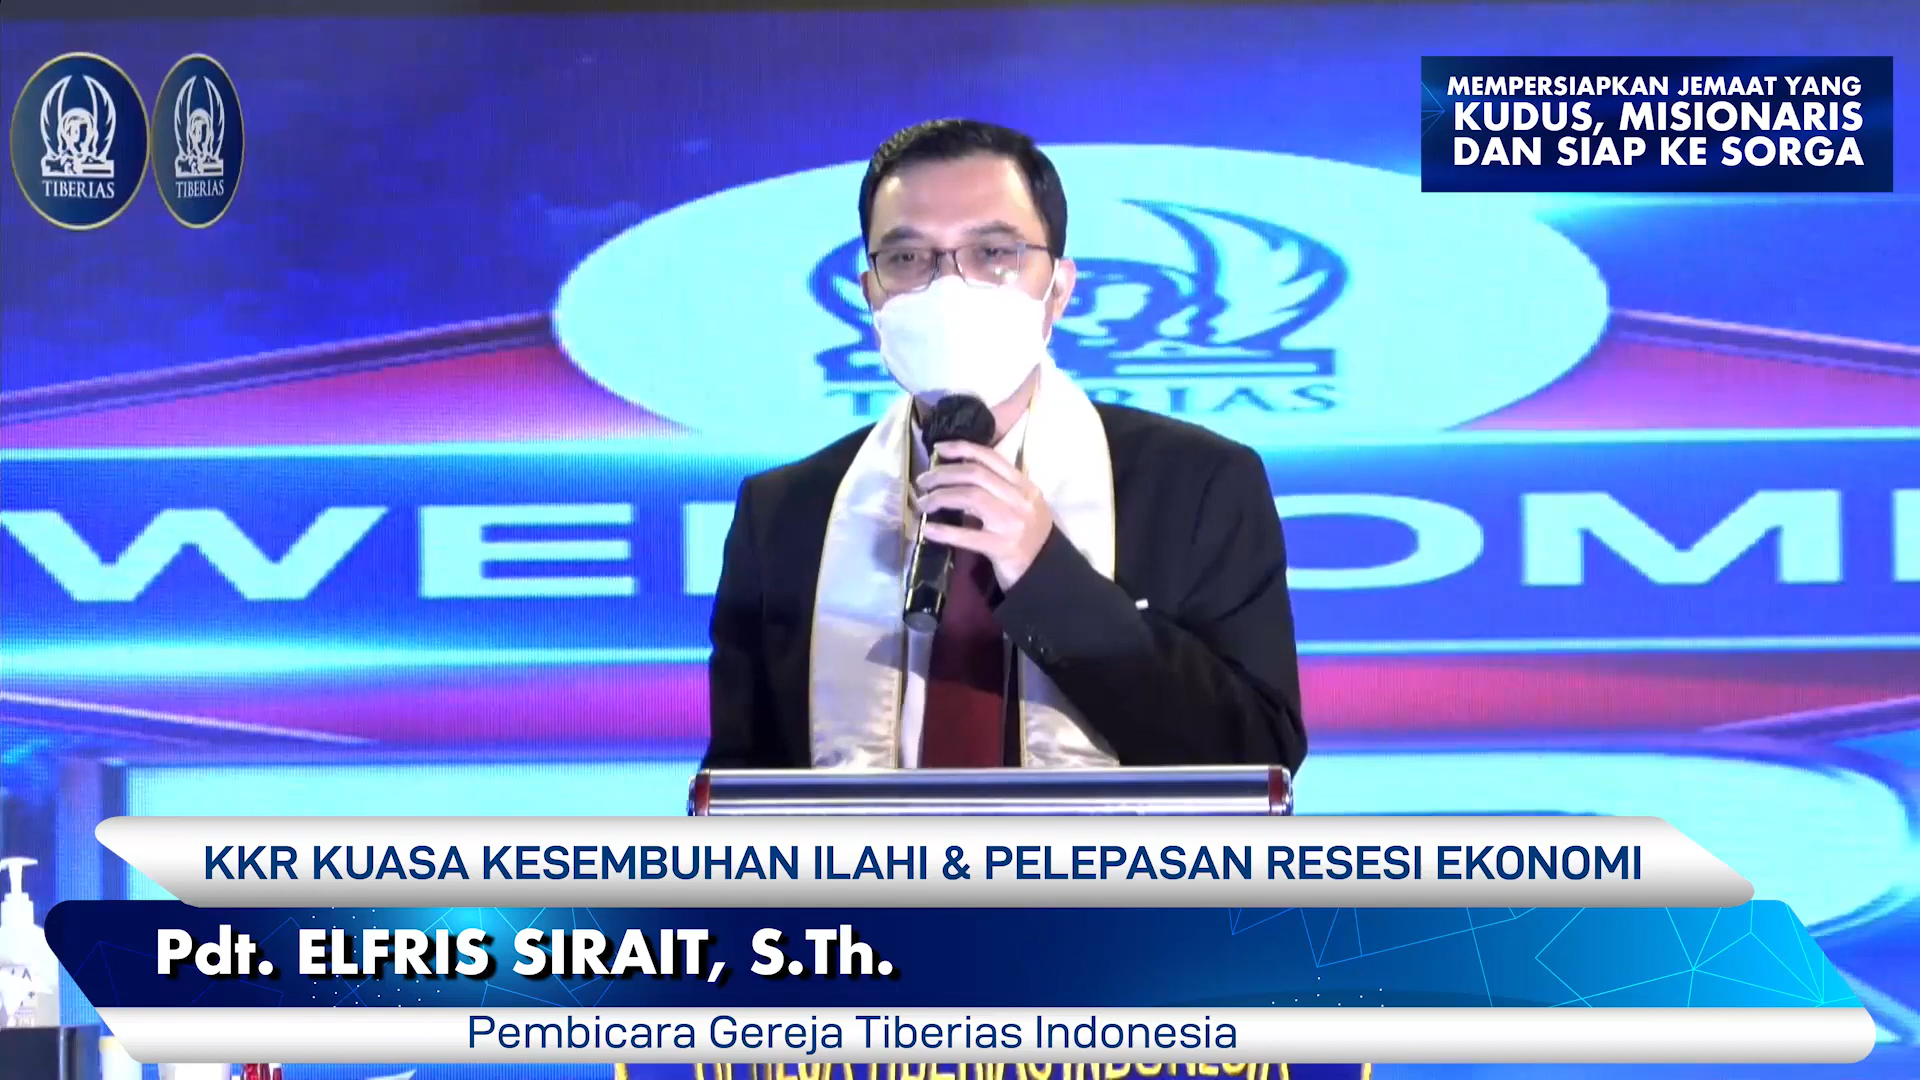 TIBERIAS
TIBERIAS
MEMPERSIAPKAN JEMAAT YANG
KUDUS, MISIONARIS
DAN SIAP KE SORGA
KKR KUASA KESEMBUHAN ILAHI & PELEPASAN RESESI EKONOMI
Pdt. ELFRIS SIRAIT, S.Th.
Pembicara Gereja Tiberias Indonesia